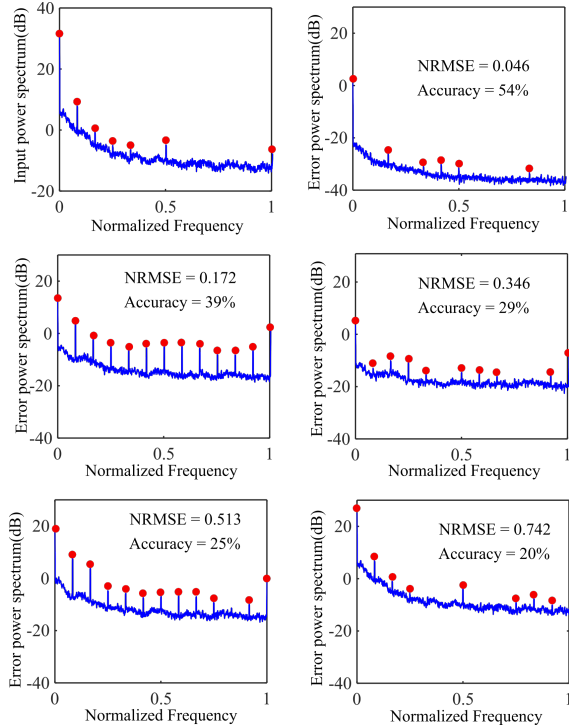 40
20
0
-20
Input power spectrum(dB)
0
0.5
1
Normalized Frequency
40
0
-20
-40
Error power spectrum(dB)
NRMSE = 0.046
Accuracy = 54%
0
0.5
1
Normalized Frequency
20
0
-20
-40
Error power spectrum(dB)
NRMSE = 0.172
Accuracy = 39%
0
0.5
1
Normalized Frequency
20
0
-20
-40
Error power spectrum(dB)
NRMSE = 0.346
Accuracy = 29%
0
0.5
1
Normalized Frequency
20
0
-20
-40
Error power spectrum(dB)
NRMSE = 0.513
Accuracy = 25%
0
0.5
1
Normalized Frequency
20
0
-20
-40
Error power spectrum(dB)
NRMSE = 0.742
Accuracy = 20%
0
0.5
1
Normalized Frequency